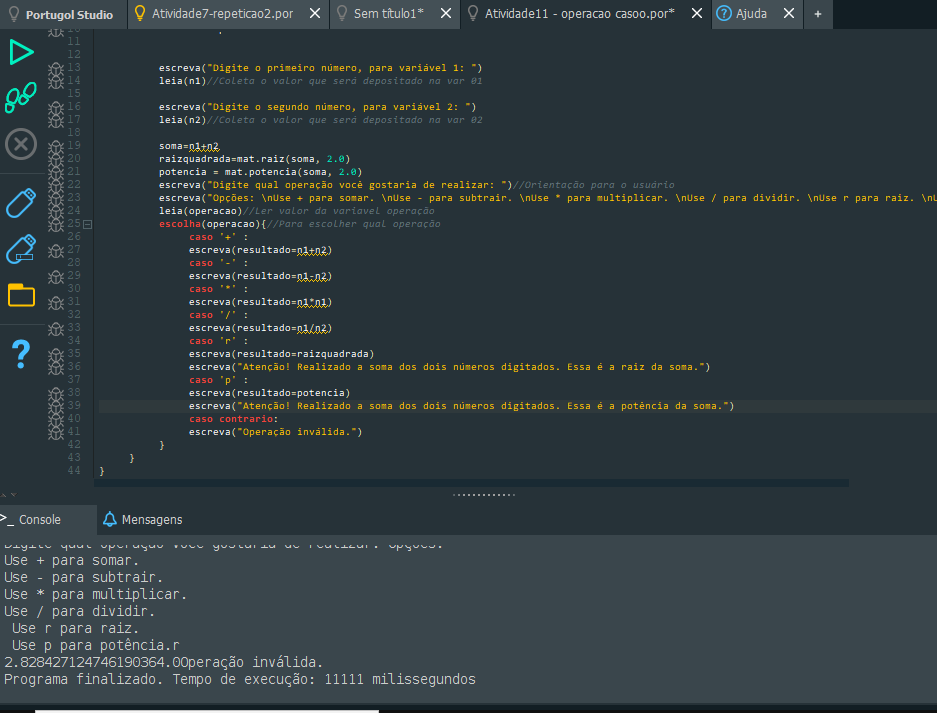 Portugol Studio
Atividade7-repeticao2.por
Sem título1*
Atividade11 - operacao casoo.por*
Ajuda
+
11
12
13 escreva("Digite o primeiro número, para variável 1: ")
14 leia(n1)//Coleta o valor que será depositado na var 01
15
16 escreva("Digite o segundo número, para variável 2: ")
17 leia(n2)//Coleta o valor que será depositado na var 02
18
19 soma=n1+n2
20 raizquadrada=mat.raiz(soma, 2.0)
21 potencia = mat.potencia(soma, 2.0)
22 escreva("Digite qual operação você gostaria de realizar: ")//Orientação para o usuário
23 escreva("Opções: \nUse + para somar. \nUse - para subtrair. \nUse * para multiplicar. \nUse / para dividir. \nUse r para raiz. \nU
24 leia(operacao)//Ler valor da variavel operação
25 escolha(operacao){//Para escolher qual operação
26 caso '+' :
27 escreva(resultado=n1+n2)
28 caso '-' :
29 escreva(resultado=n1-n2)
30 caso '*' :
31 escreva(resultado=n1*n1)
32 caso '/' :
33 escreva(resultado=n1/n2)
34 caso 'r' :
35 escreva(resultado=raizquadrada)
36 escreva("Atenção! Realizado a soma dos dois números digitados. Essa é a raiz da soma.")
37 caso 'p' :
38 escreva(resultado=potencia)
39 escreva("Atenção! Realizado a soma dos dois números digitados. Essa é a potência da soma.")
40 caso contrario:
41 escreva("Operação inválida.")
42 }
43 }
44 }
>_ Console
Mensagens
Digite qual operação você gostaria de realizar: Opções:
Use + para somar.
Use - para subtrair.
Use * para multiplicar.
Use / para dividir.
Use r para raiz.
Use p para potência.r
2.828427124746190364.0Operação inválida.
Programa finalizado. Tempo de execução: 11111 milissegundos